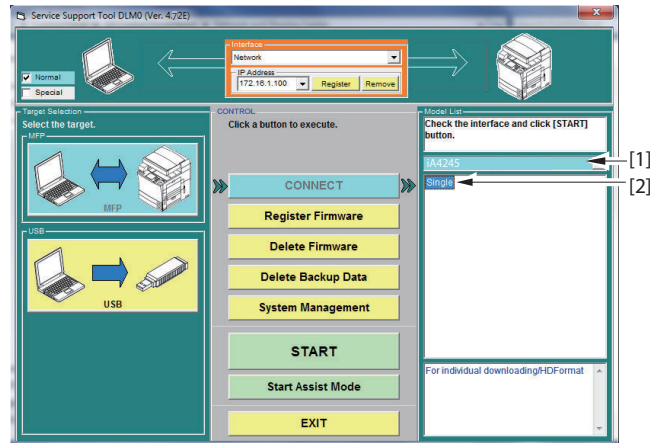 Service Support Tool DLM0 (Ver. 4.72E)
Normal
Special
Interface
Network
IP Address
172.16.1.100
Register
Remove
Target Selection
Select the target.
MFP
MFP
USB
USB
CONTROL
Click a button to execute.
CONNECT
Register Firmware
Delete Firmware
Delete Backup Data
System Management
START
Start Assist Mode
EXIT
Model List
Check the interface and click [START]
button.
iA4245
[1]
Single
[2]
For individual downloading/HDFormat